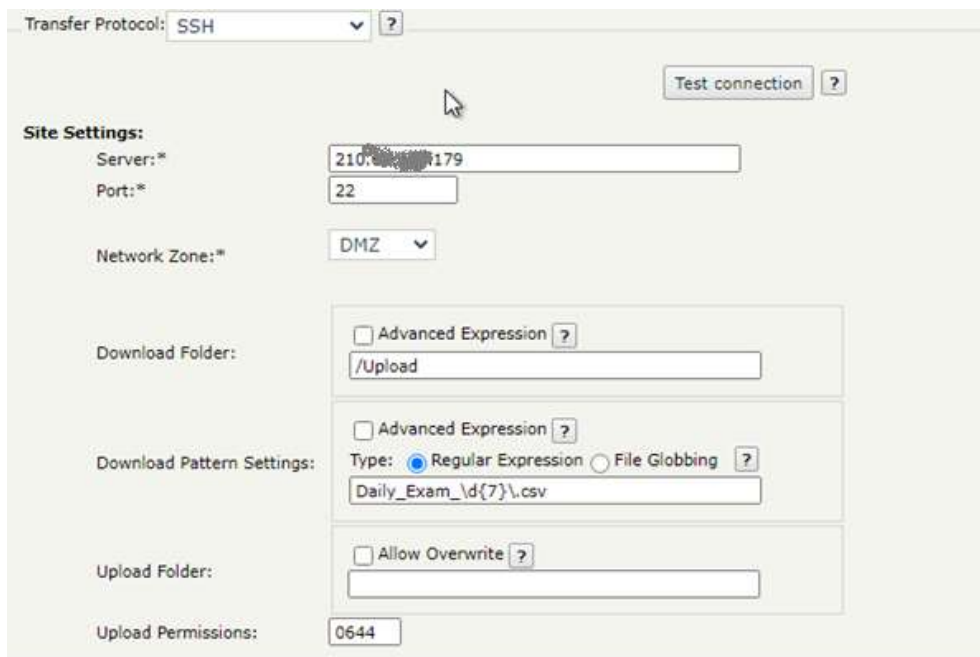 Transfer Protocol: SSH ?
Test connection ?
Site Settings:
Server:* 210. 179
Port:* 22
Network Zone:* DMZ
Advanced Expression ?
Download Folder: /Upload
Advanced Expression ?
Download Pattern Settings: Type: Regular Expression File Globbing ?
Daily_Exam_\d{7}\.csv
Allow Overwrite ?
Upload Folder:
Upload Permissions: 0644